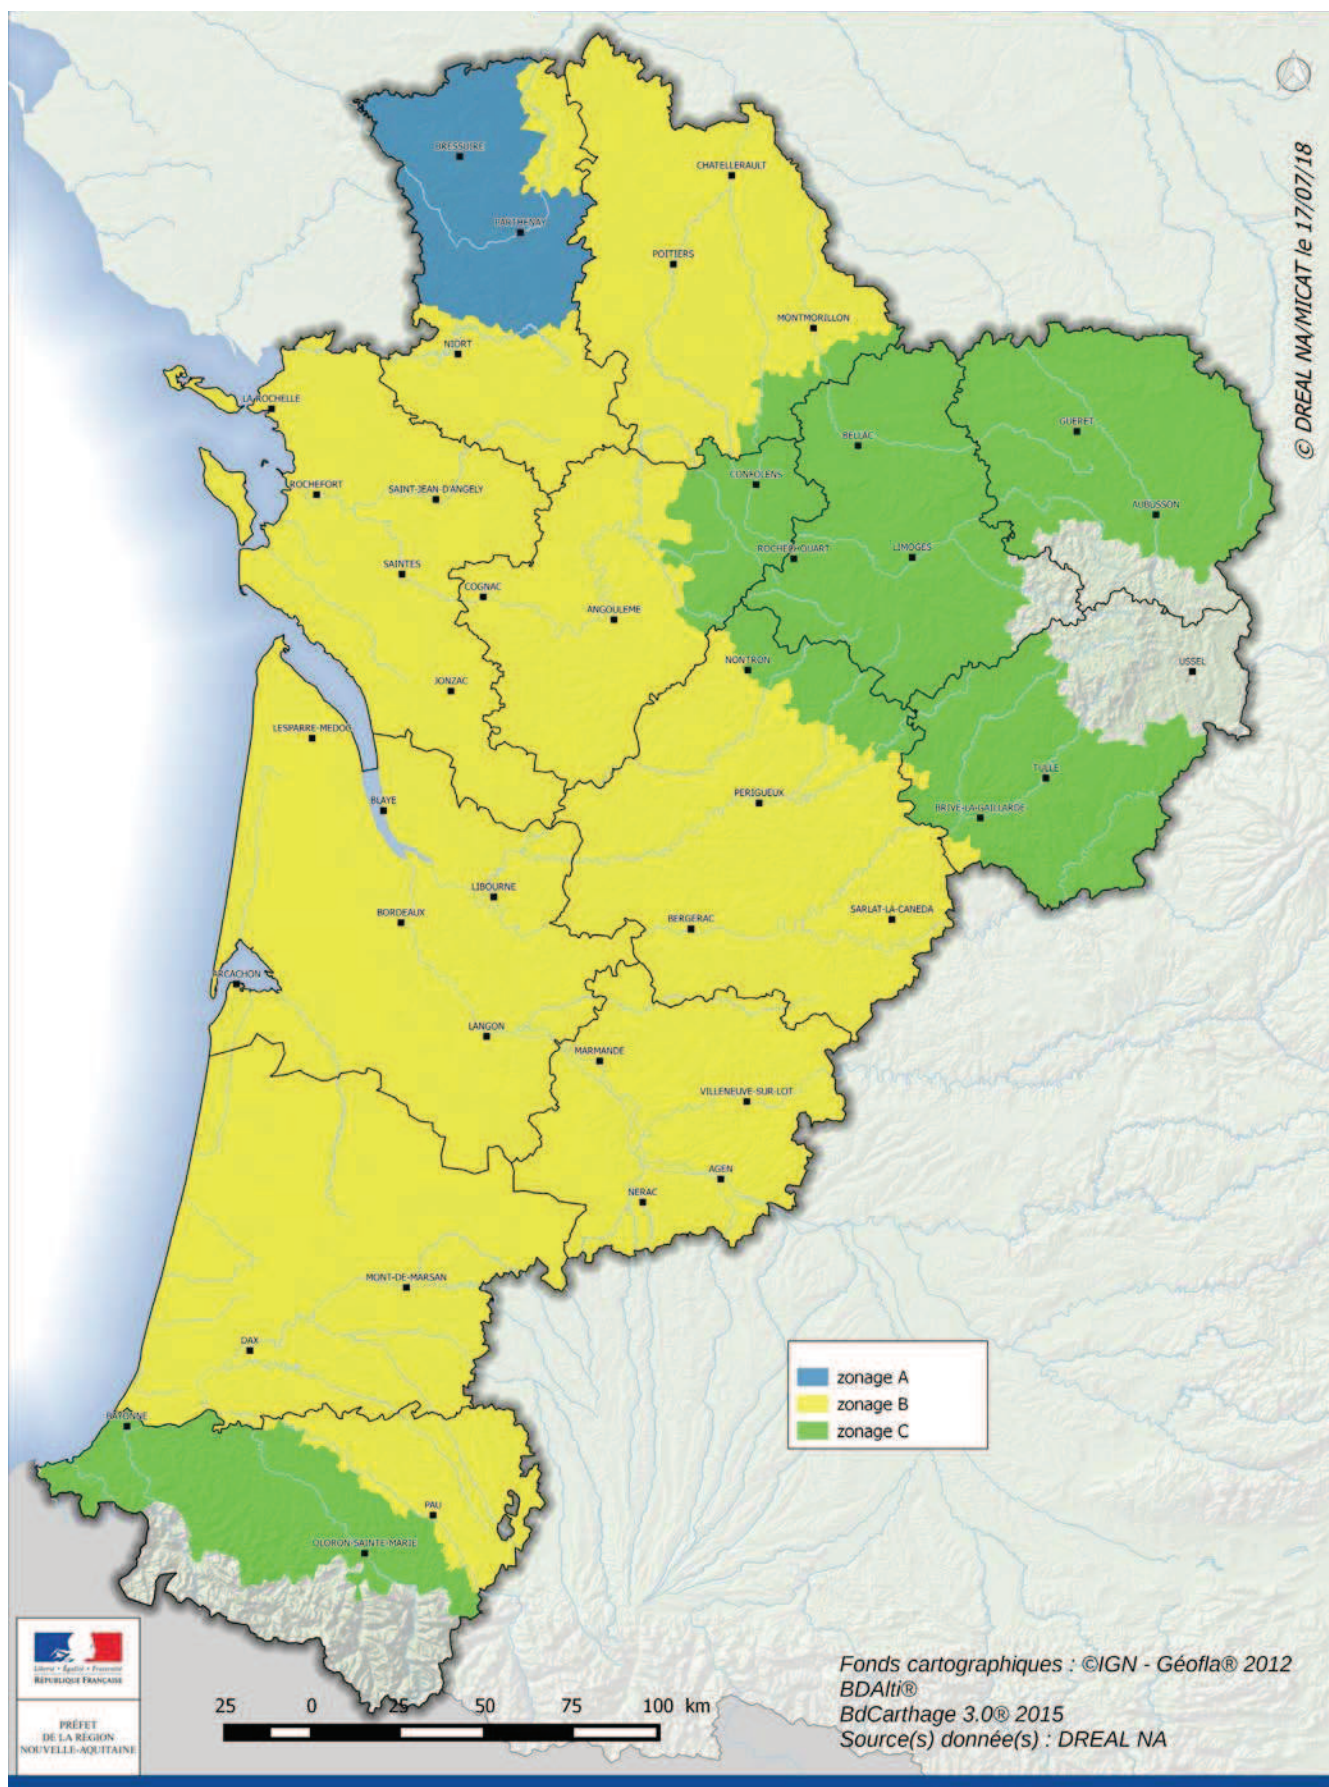 BRESSUIRE
CHATELLERAULT
PARTHENAY
POITIERS
MONTMORILLON
NIORT
LA-ROCHELLE
GUERET
BELLAC
CONFOLENS
ROCHEFORT
SAINT-JEAN-D'ANGELY
AUBUSSON
ROCHECHOUART
LIMOGES
SAINTES
COGNAC
ANGOULEME
NONTRON
USSEL
JONZAC
LESPARRE-MEDOC
TULLE
PERIGUEUX
BLAYE
BRIVE-LA-GAILLARDE
LIBOURNE
BORDEAUX
BERGERAC
SARLAT-LA-CANEDA
ARCACHON
LANGON
MARMANDE
VILLENEUVE-SUR-LOT
AGEN
NERAC
MONT-DE-MARSAN
DAX
BAYONNE
PAU
OLORON-SAINTE-MARIE
© DREAL NA/MICAT le 17/07/18
zonage A
zonage B
zonage C
Liberté • Égalité • Fraternité
RÉPUBLIQUE FRANÇAISE
PRÉFET
DE LA RÉGION
NOUVELLE-AQUITAINE
25 0 25 50 75 100 km
Fonds cartographiques : ©IGN - Géofla® 2012
BDAlti®
BdCarthage 3.0® 2015
Source(s) donnée(s) : DREAL NA